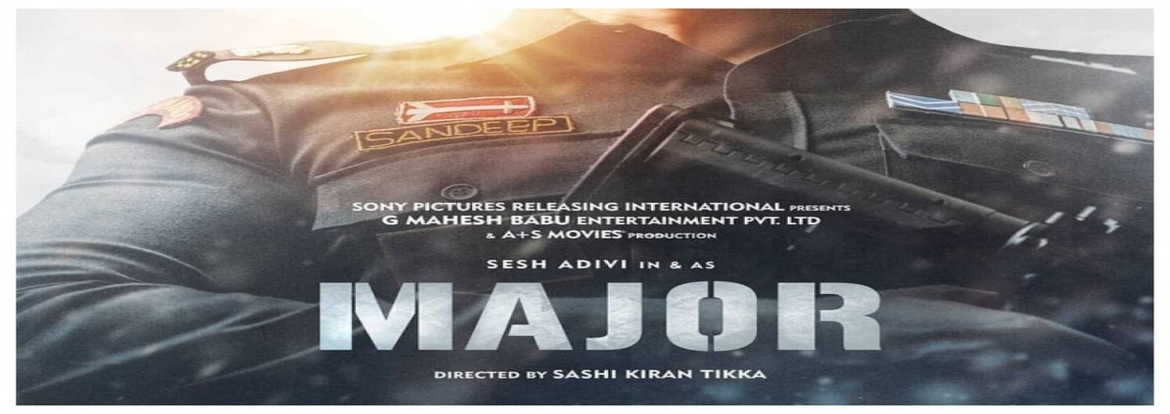 SANDEEP
SONY PICTURES RELEASING INTERNATIONAL PRESENTS
G MAHESH BABU ENTERTAINMENT PVT. LTD
& A+S MOVIES PRODUCTION
SESH ADIVI IN & AS
MAJOR
DIRECTED BY SASHI KIRAN TIKKA